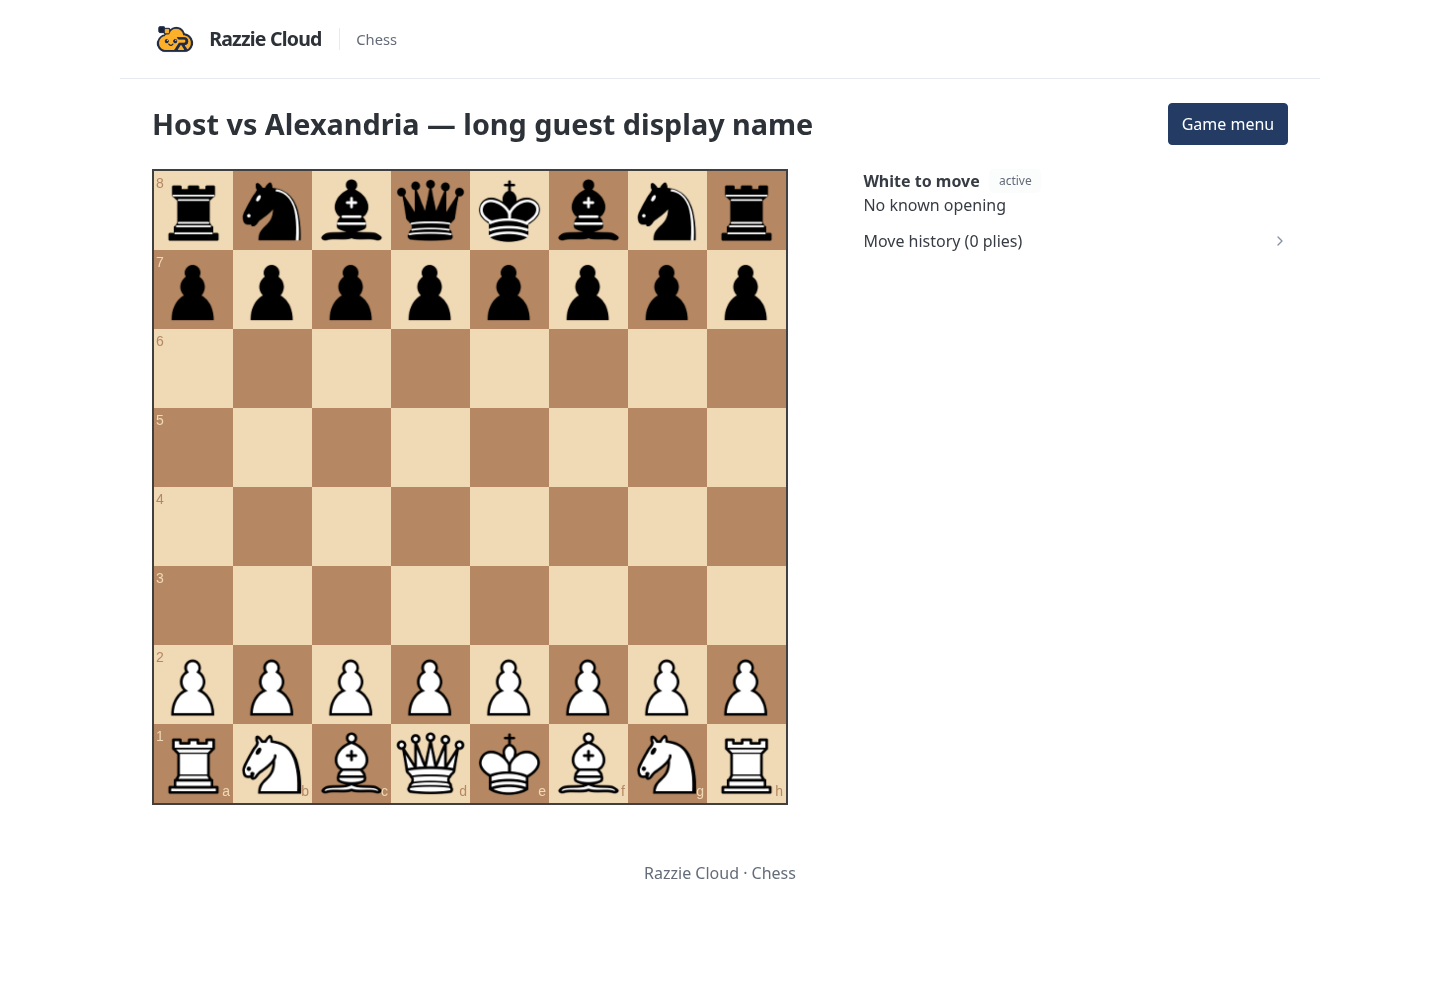 Razzie Cloud
Chess
Host vs Alexandria — long guest display name
Game menu
White to move active
No known opening
Move history (0 plies)
8
7
6
5
4
3
2
1
a b c d e f g h
Razzie Cloud · Chess